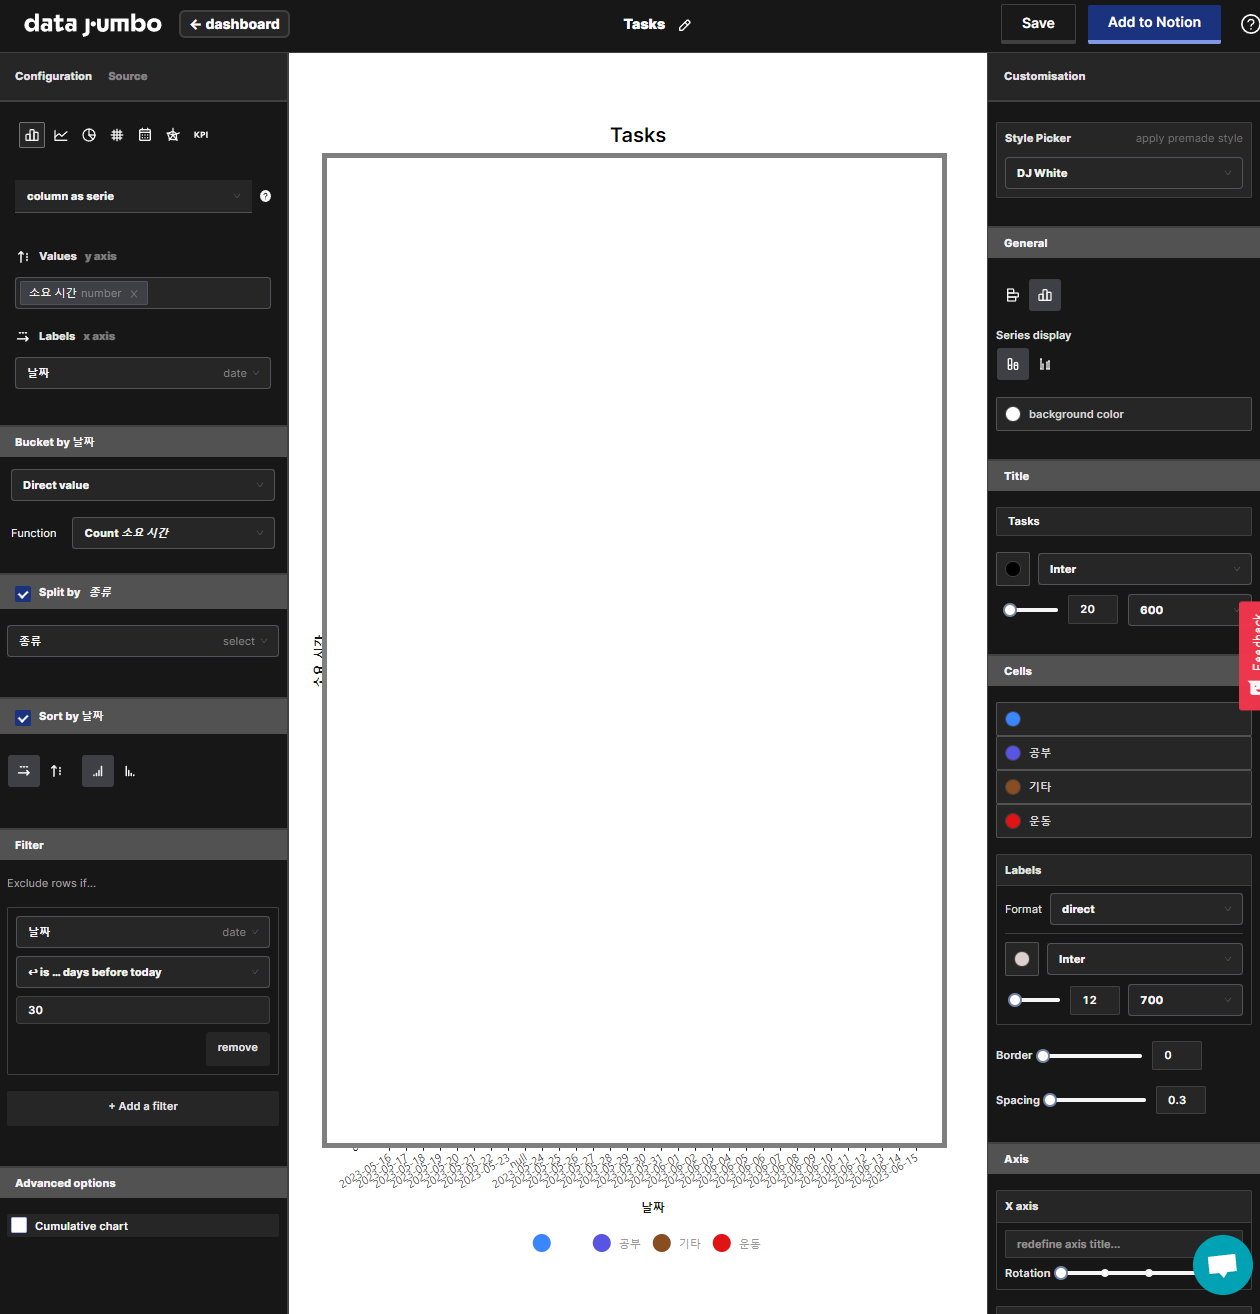 data jumbo
← dashboard
Tasks
Save
Add to Notion
Configuration
Source
KPI
column as serie
Values y axis
소요 시간 number x
Labels x axis
날짜 date
Bucket by 날짜
Direct value
Function
Count 소요 시간
Split by 종류
종류 select
Sort by 날짜
Filter
Exclude rows if...
날짜 date
↩ is ... days before today
30
remove
+ Add a filter
Advanced options
Cumulative chart
Tasks
소요 시간
0
2023-05-16
2023-05-17
2023-05-18
2023-05-19
2023-05-20
2023-05-21
2023-05-22
2023-05-23
null
2023-05-24
2023-05-25
2023-05-26
2023-05-27
2023-05-28
2023-05-29
2023-05-30
2023-05-31
2023-06-01
2023-06-02
2023-06-03
2023-06-04
2023-06-05
2023-06-06
2023-06-07
2023-06-08
2023-06-09
2023-06-10
2023-06-11
2023-06-12
2023-06-13
2023-06-14
2023-06-15
날짜
공부
기타
운동
Customisation
Style Picker
apply premade style
DJ White
General
Series display
background color
Title
Tasks
Inter
20
600
Feedback
Cells
공부
기타
운동
Labels
Format
direct
Inter
12
700
Border
0
Spacing
0.3
Axis
X axis
redefine axis title...
Rotation